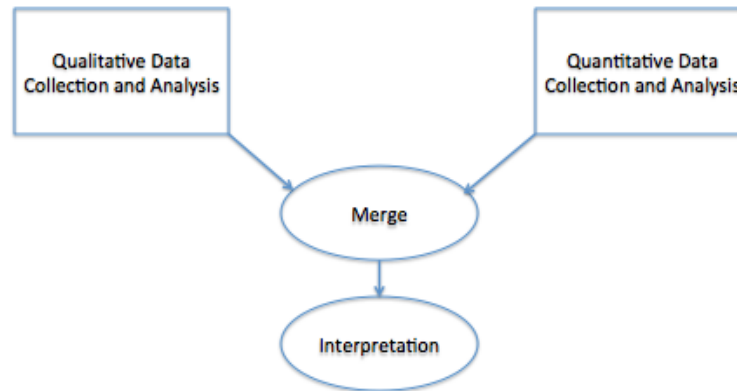 Qualitative Data
Collection and Analysis
Quantitative Data
Collection and Analysis
Merge
Interpretation